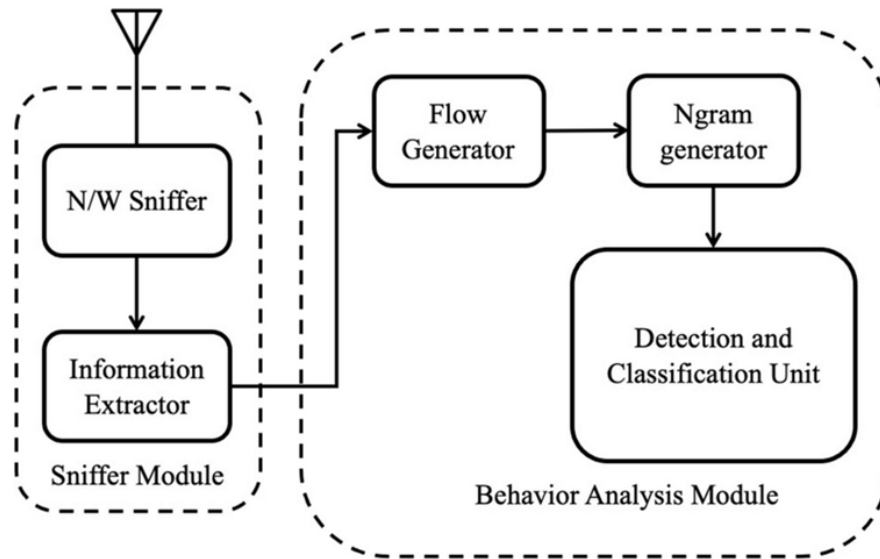 N/W Sniffer
Information
Extractor
Sniffer Module
Flow
Generator
Ngram
generator
Detection and
Classification Unit
Behavior Analysis Module